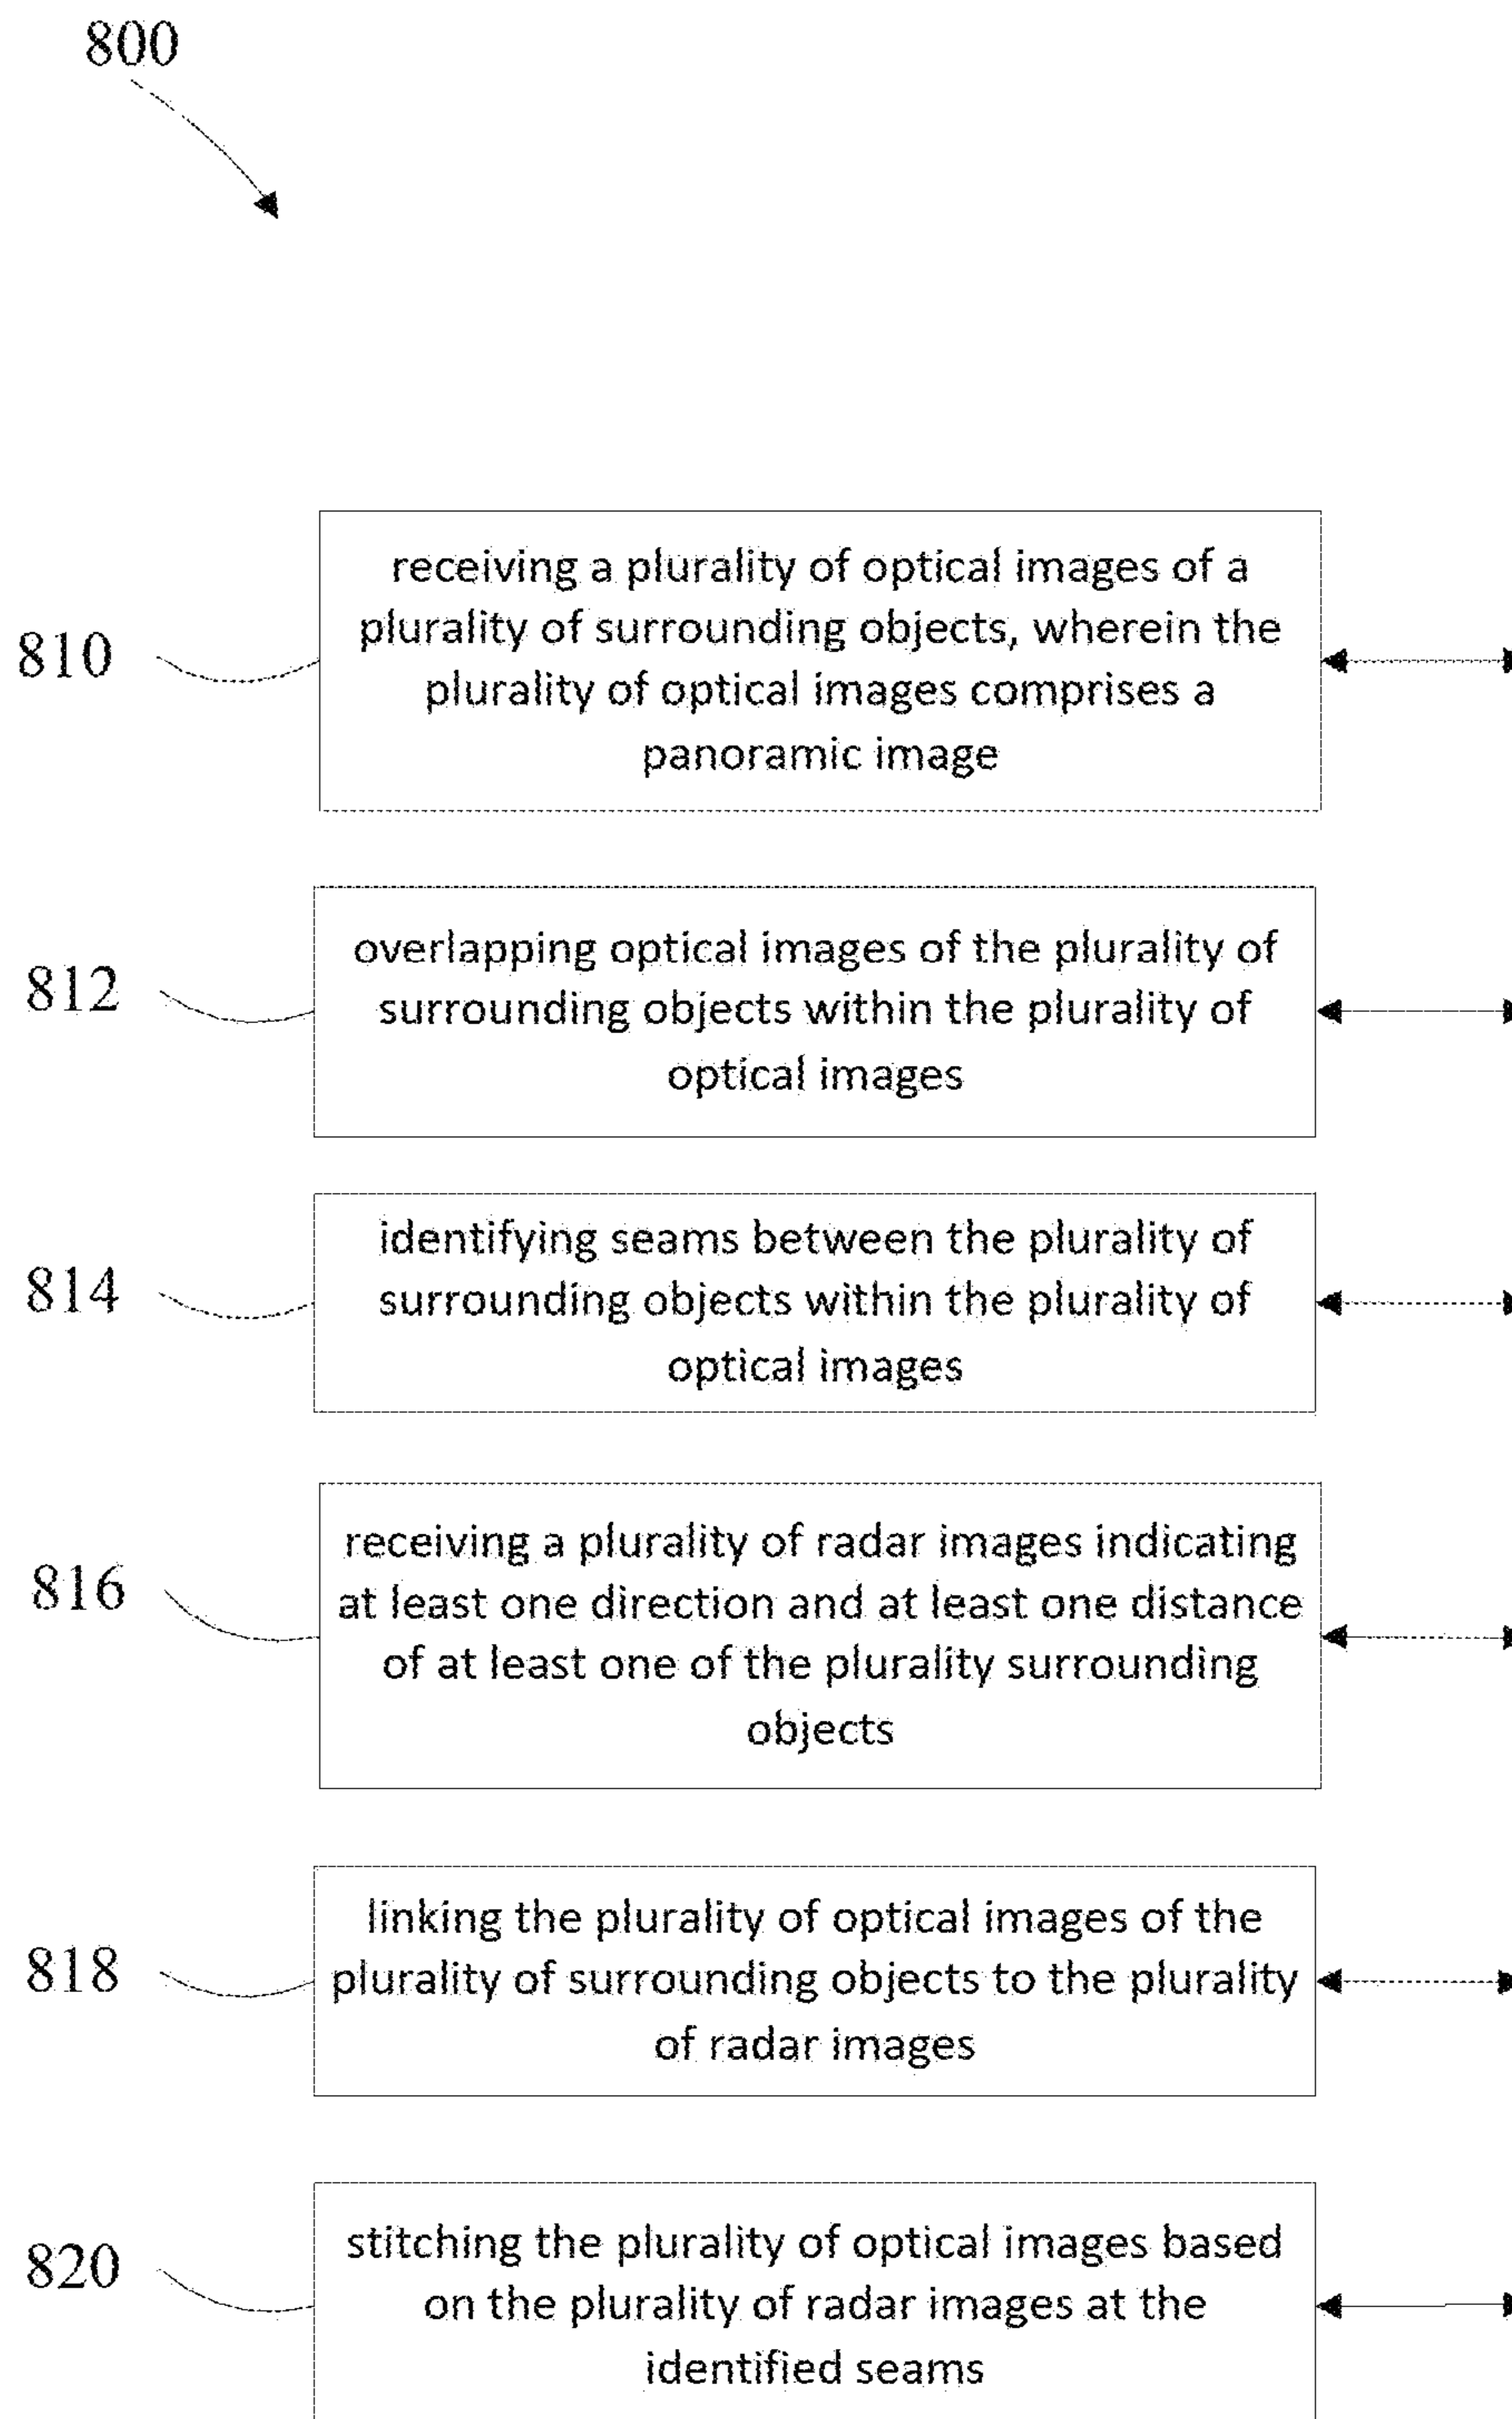 800
810
receiving a plurality of optical images of a
plurality of surrounding objects, wherein the
plurality of optical images comprises a
panoramic image
812
overlapping optical images of the plurality of
surrounding objects within the plurality of
optical images
814
identifying seams between the plurality of
surrounding objects within the plurality of
optical images
816
receiving a plurality of radar images indicating
at least one direction and at least one distance
of at least one of the plurality surrounding
objects
818
linking the plurality of optical images of the
plurality of surrounding objects to the plurality
of radar images
820
stitching the plurality of optical images based
on the plurality of radar images at the
identified seams